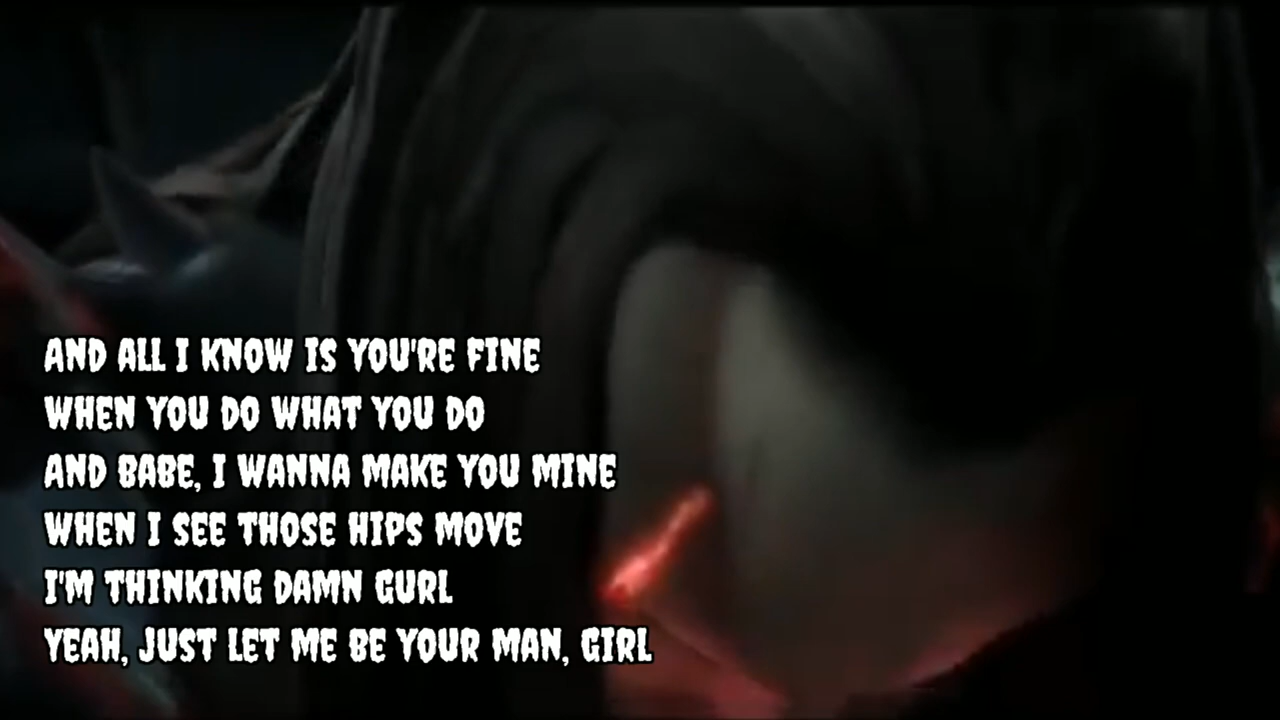 AND ALL I KNOW IS YOU'RE FINE
WHEN YOU DO WHAT YOU DO
AND BABE, I WANNA MAKE YOU MINE
WHEN I SEE THOSE HIPS MOVE
I'M THINKING DAMN GURL
YEAH, JUST LET ME BE YOUR MAN, GIRL